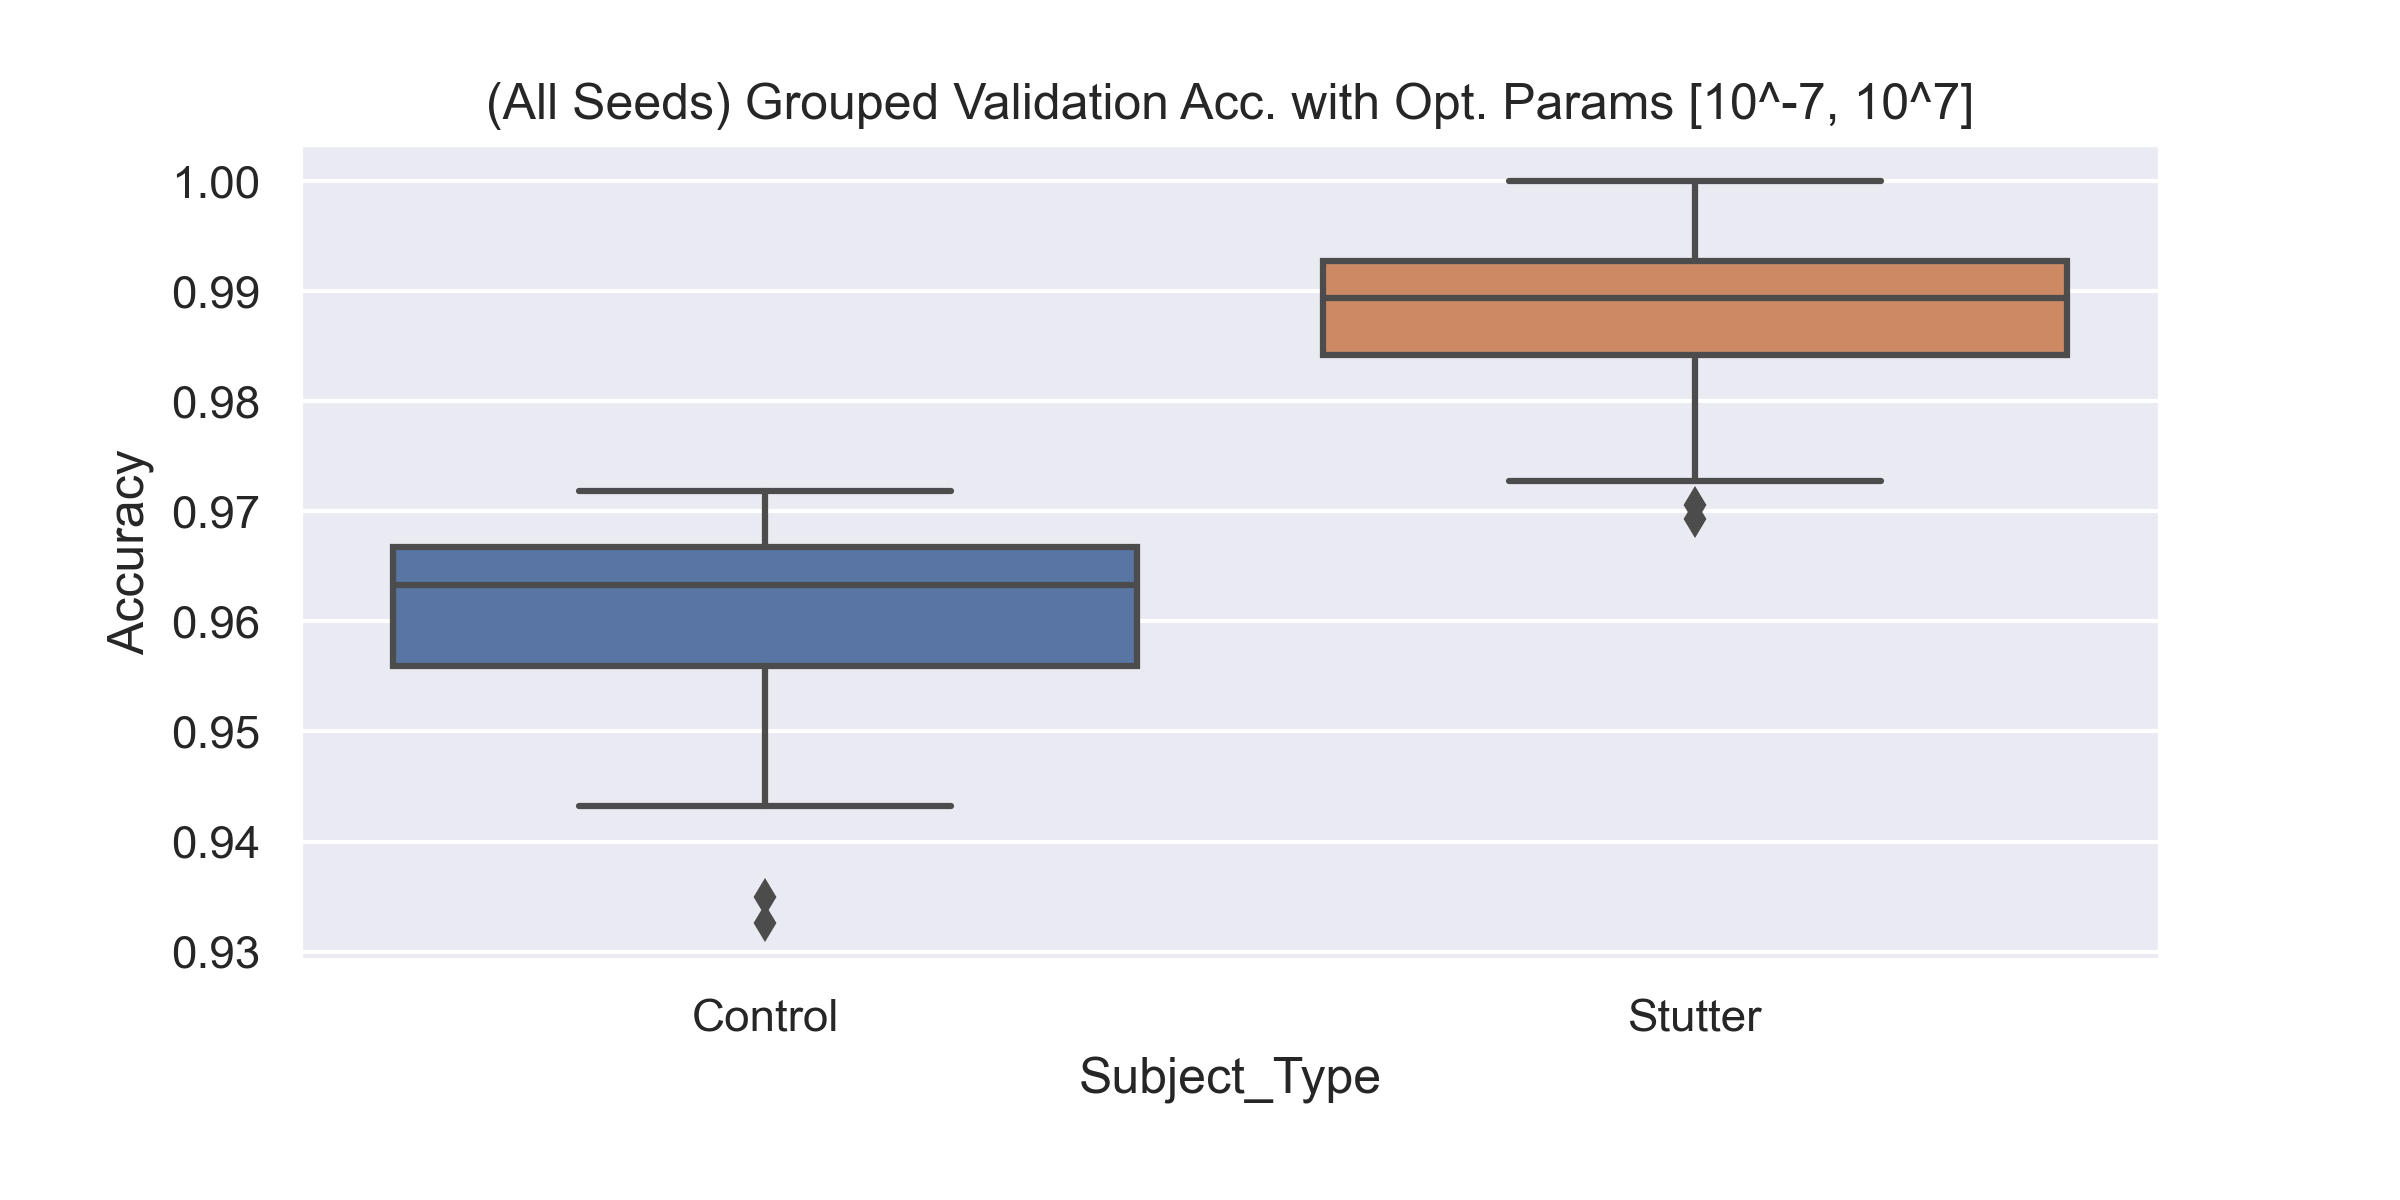 (All Seeds) Grouped Validation Acc. with Opt. Params [10^-7, 10^7]
1.00
0.99
0.98
0.97
0.96
0.95
0.94
0.93
Accuracy
Control
Stutter
Subject_Type